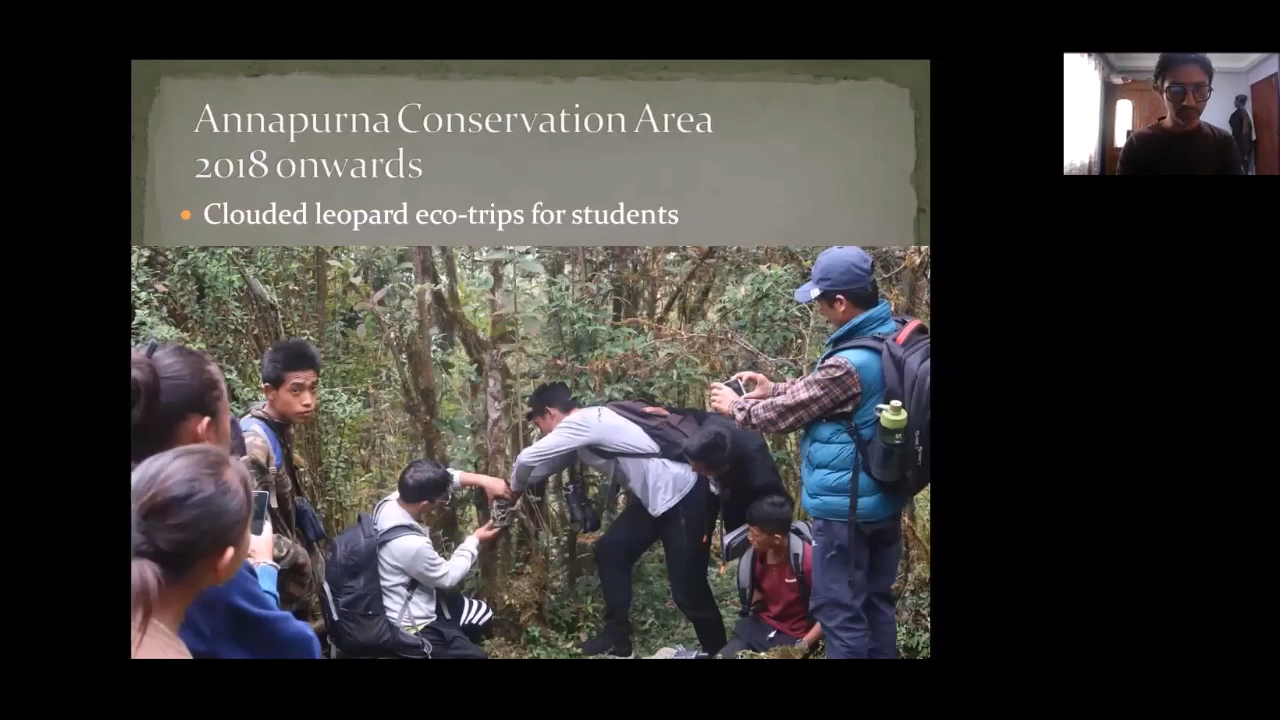 Annapurna Conservation Area
2018 onwards
• Clouded leopard eco-trips for students